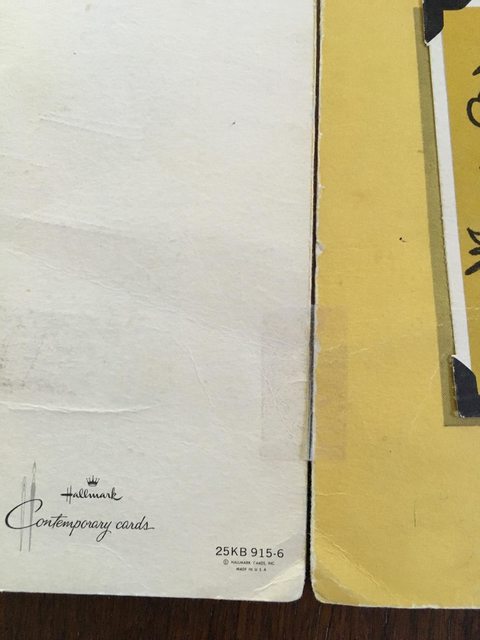 Hallmark
Contemporary cards
25KB 915-6
© HALLMARK CARDS, INC.
MADE IN U S A